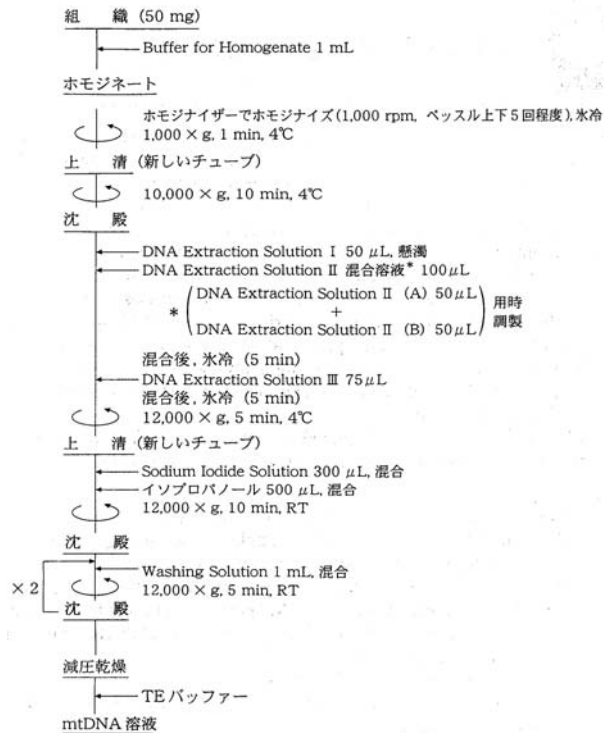 組　　織 (50 mg)
Buffer for Homogenate 1 mL
ホモジネート
ホモジナイザーでホモジナイズ(1,000 rpm, ペッスル上下5回程度), 氷冷
1,000 × g, 1 min, 4℃
上　　清 (新しいチューブ)
10,000 × g, 10 min, 4℃
沈　　殿
DNA Extraction Solution Ⅰ 50 μL, 懸濁
DNA Extraction Solution Ⅱ 混合溶液* 100μL
* (DNA Extraction Solution Ⅱ (A) 50μL
+
DNA Extraction Solution Ⅱ (B) 50μL)
用時
調製
混合後, 氷冷 (5 min)
DNA Extraction Solution Ⅲ 75μL
混合後, 氷冷 (5 min)
12,000 × g, 5 min, 4℃
上　　清 (新しいチューブ)
Sodium Iodide Solution 300 μL, 混合
イソプロパノール 500 μL, 混合
12,000 × g, 10 min, RT
沈　　殿
× 2
Washing Solution 1 mL, 混合
12,000 × g, 5 min, RT
沈　　殿
減圧乾燥
TEバッファー
mtDNA 溶液